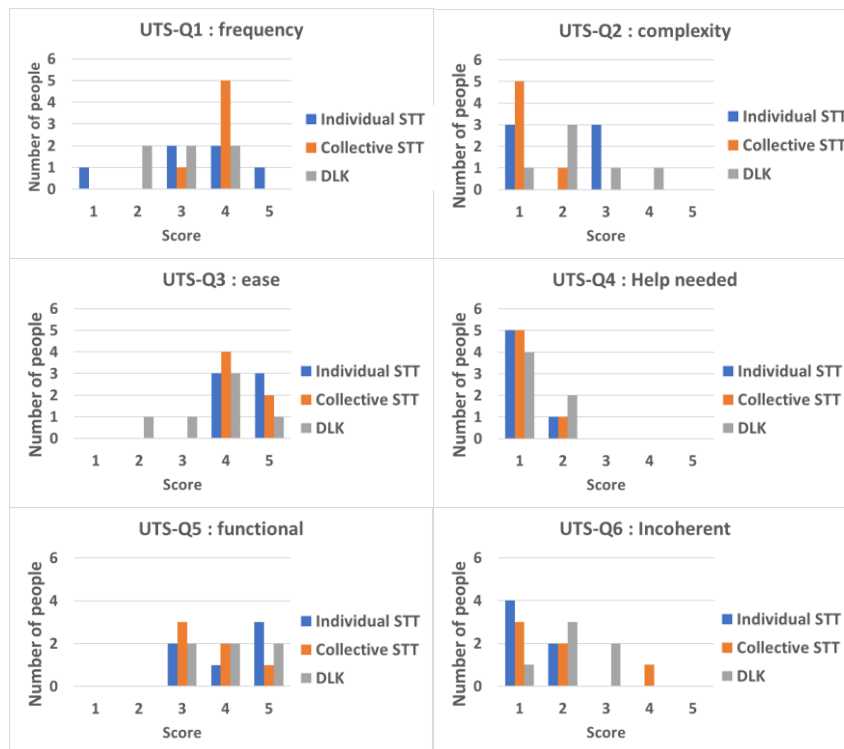 UTS-Q1 : frequency
Number of people
6
5
4
3
2
1
0
1 2 3 4 5
Score
Individual STT
Collective STT
DLK
UTS-Q2 : complexity
Number of people
6
5
4
3
2
1
0
1 2 3 4 5
Score
Individual STT
Collective STT
DLK
UTS-Q3 : ease
Number of people
6
5
4
3
2
1
0
1 2 3 4 5
Score
Individual STT
Collective STT
DLK
UTS-Q4 : Help needed
Number of people
6
5
4
3
2
1
0
1 2 3 4 5
Score
Individual STT
Collective STT
DLK
UTS-Q5 : functional
Number of people
6
4
2
0
1 2 3 4 5
Score
Individual STT
Collective STT
DLK
UTS-Q6 : Incoherent
Number of people
6
4
2
0
1 2 3 4 5
Score
Individual STT
Collective STT
DLK